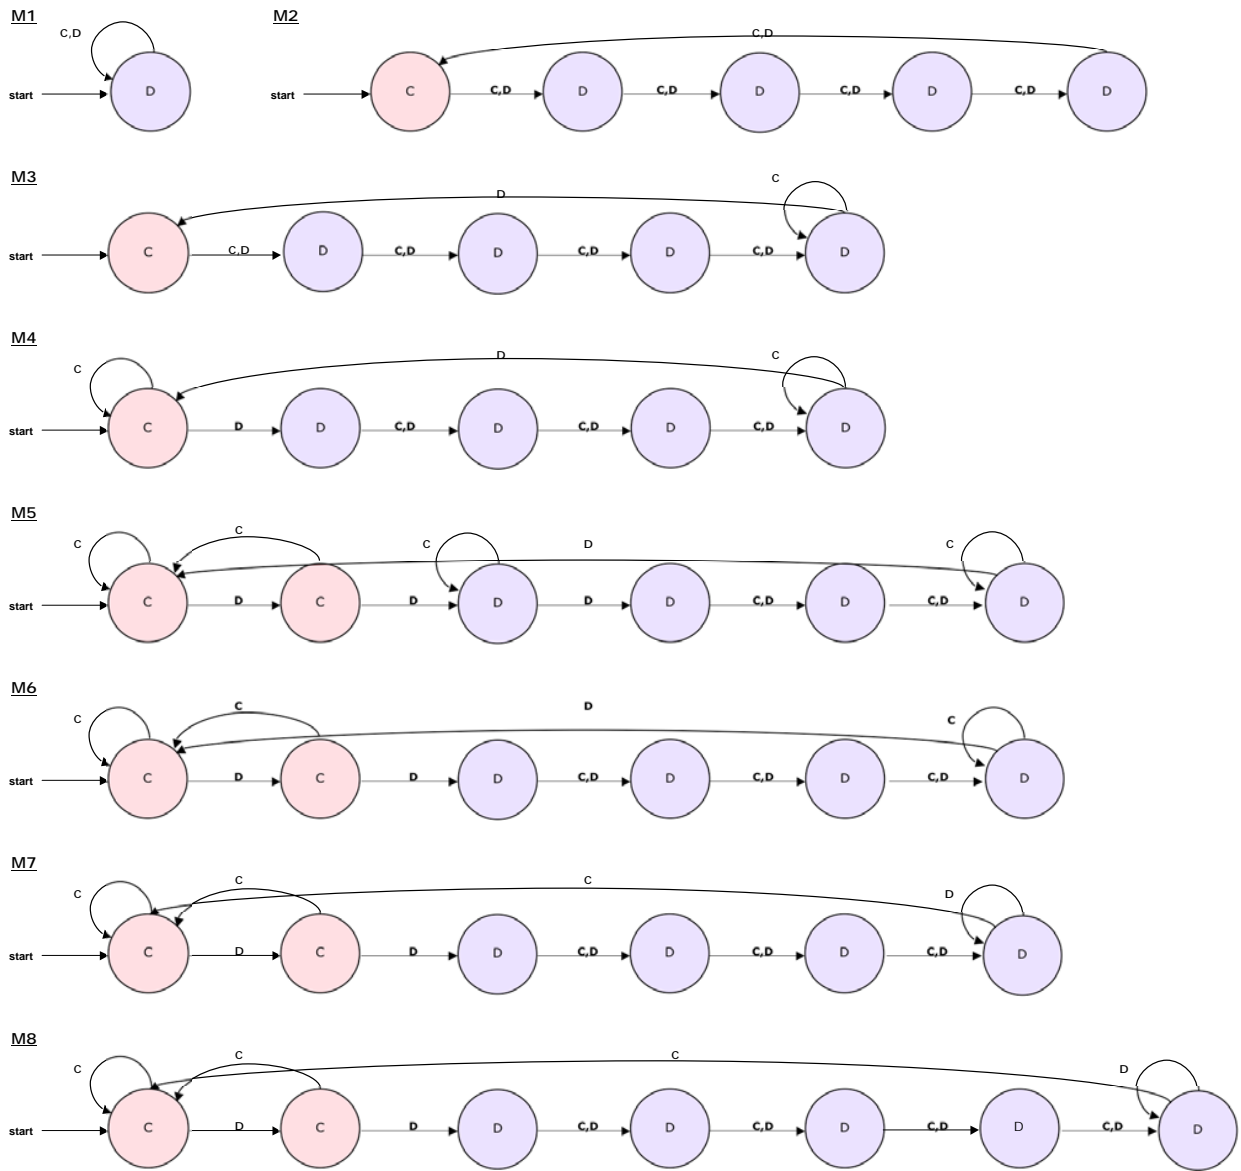 M1 M2
C,D C,D
start D start C C,D D C,D D C,D D C,D D
M3
C
D
start C C,D D C,D D C,D D C,D D
M4
C D C
start C D D C,D D C,D D C,D D
M5
C C C D C
start C D C D D D D C,D D C,D D
M6
C C D C
start C D C D D C,D D C,D D C,D D
M7
C C C D
start C D C D D C,D D C,D D C,D D
M8
C C C D
start C D C D D C,D D C,D D C,D D C,D D